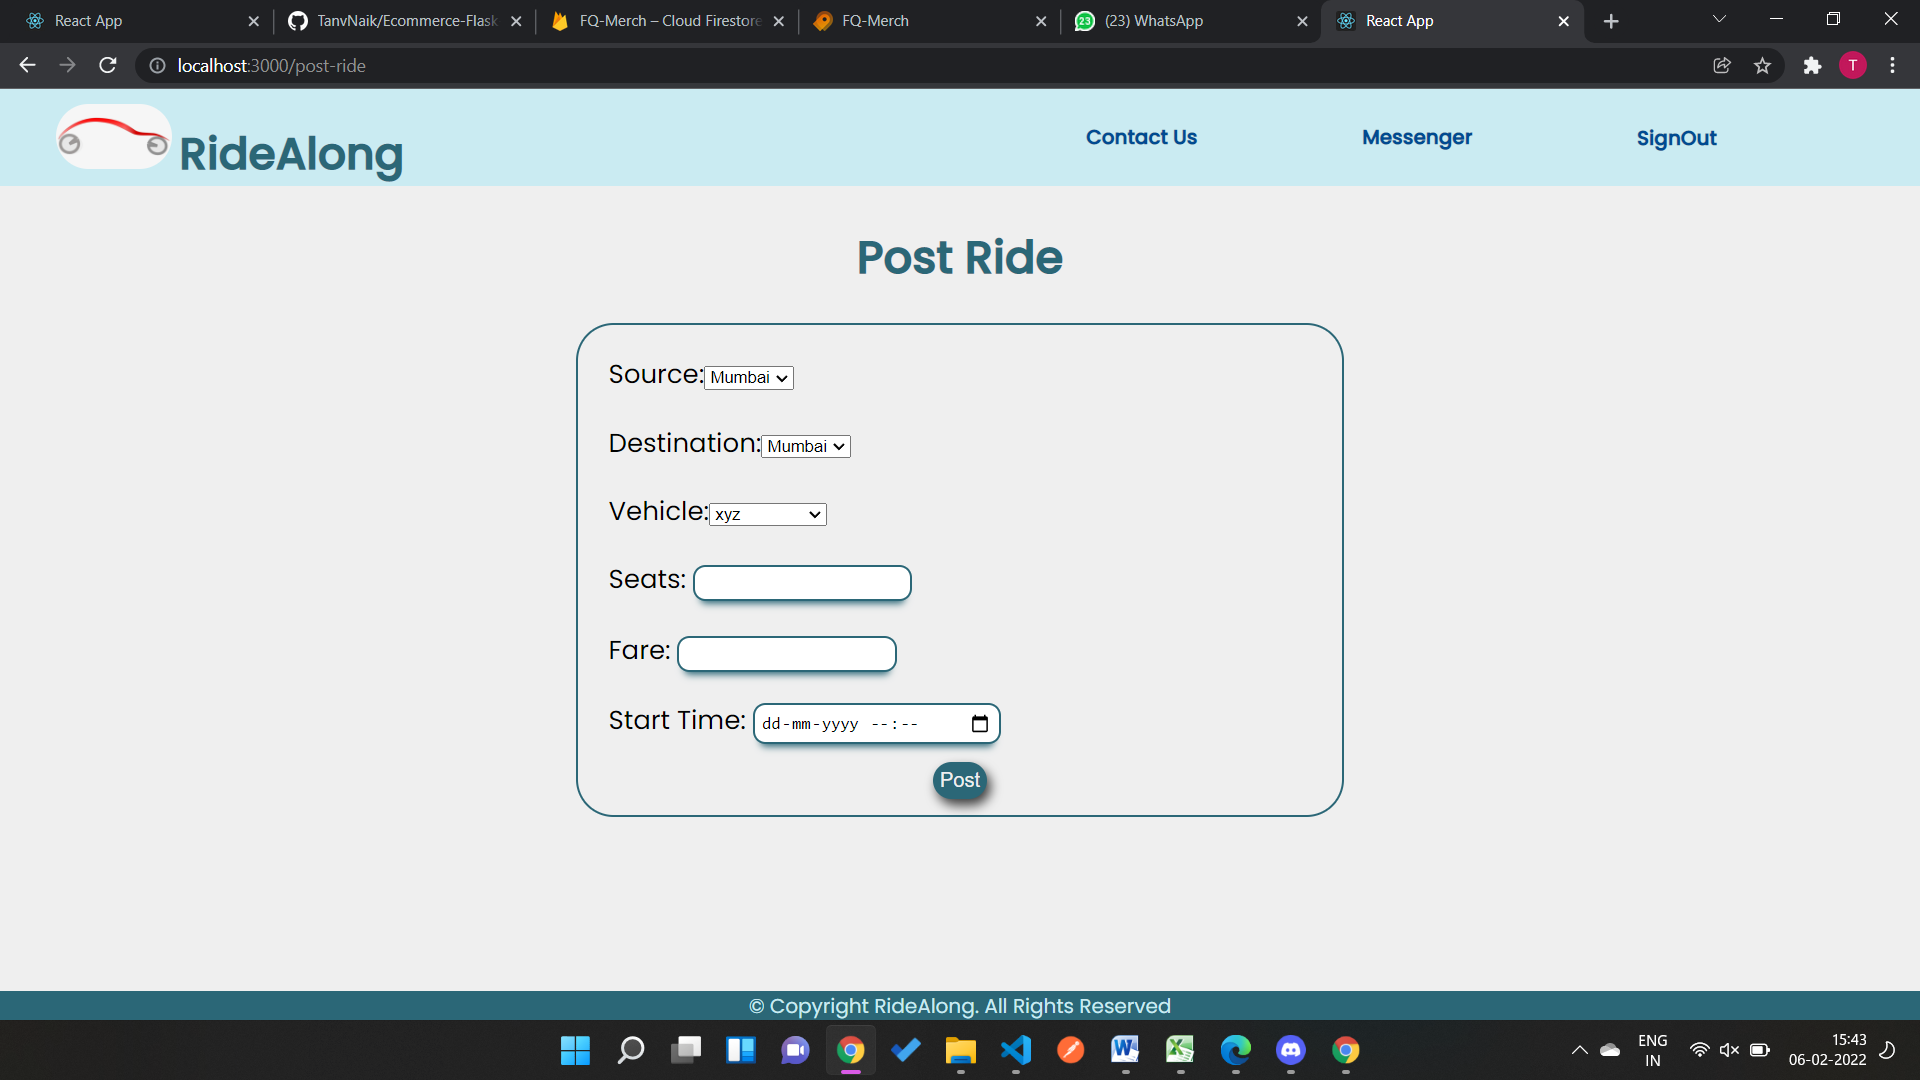 React App
TanvNaik/Ecommerce-Flask
FQ-Merch – Cloud Firestore
FQ-Merch
(23) WhatsApp
React App
localhost:3000/post-ride
T
RideAlong
Contact Us
Messenger
SignOut
Post Ride
Source: Mumbai
Destination: Mumbai
Vehicle: xyz
Seats:
Fare:
Start Time: dd-mm-yyyy --:--
Post
© Copyright RideAlong. All Rights Reserved
ENG
IN
15:43
06-02-2022